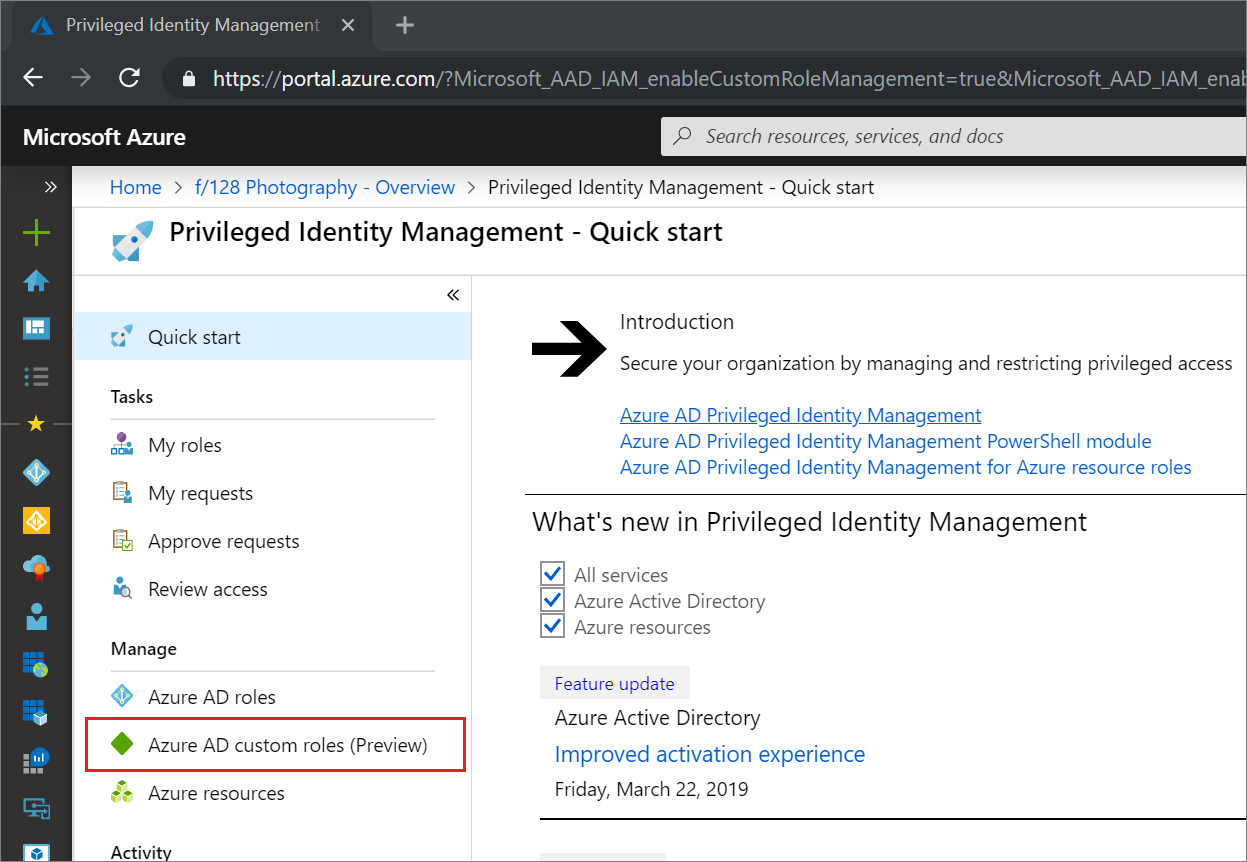 Privileged Identity Management
https://portal.azure.com/?Microsoft_AAD_IAM_enableCustomRoleManagement=true&Microsoft_AAD_IAM_enab
Microsoft Azure
Search resources, services, and docs
Home > f/128 Photography - Overview > Privileged Identity Management - Quick start
Privileged Identity Management - Quick start
Quick start
Tasks
My roles
My requests
Approve requests
Review access
Manage
Azure AD roles
Azure AD custom roles (Preview)
Azure resources
Activity
Introduction
Secure your organization by managing and restricting privileged access
Azure AD Privileged Identity Management
Azure AD Privileged Identity Management PowerShell module
Azure AD Privileged Identity Management for Azure resource roles
What's new in Privileged Identity Management
All services
Azure Active Directory
Azure resources
Feature update
Azure Active Directory
Improved activation experience
Friday, March 22, 2019